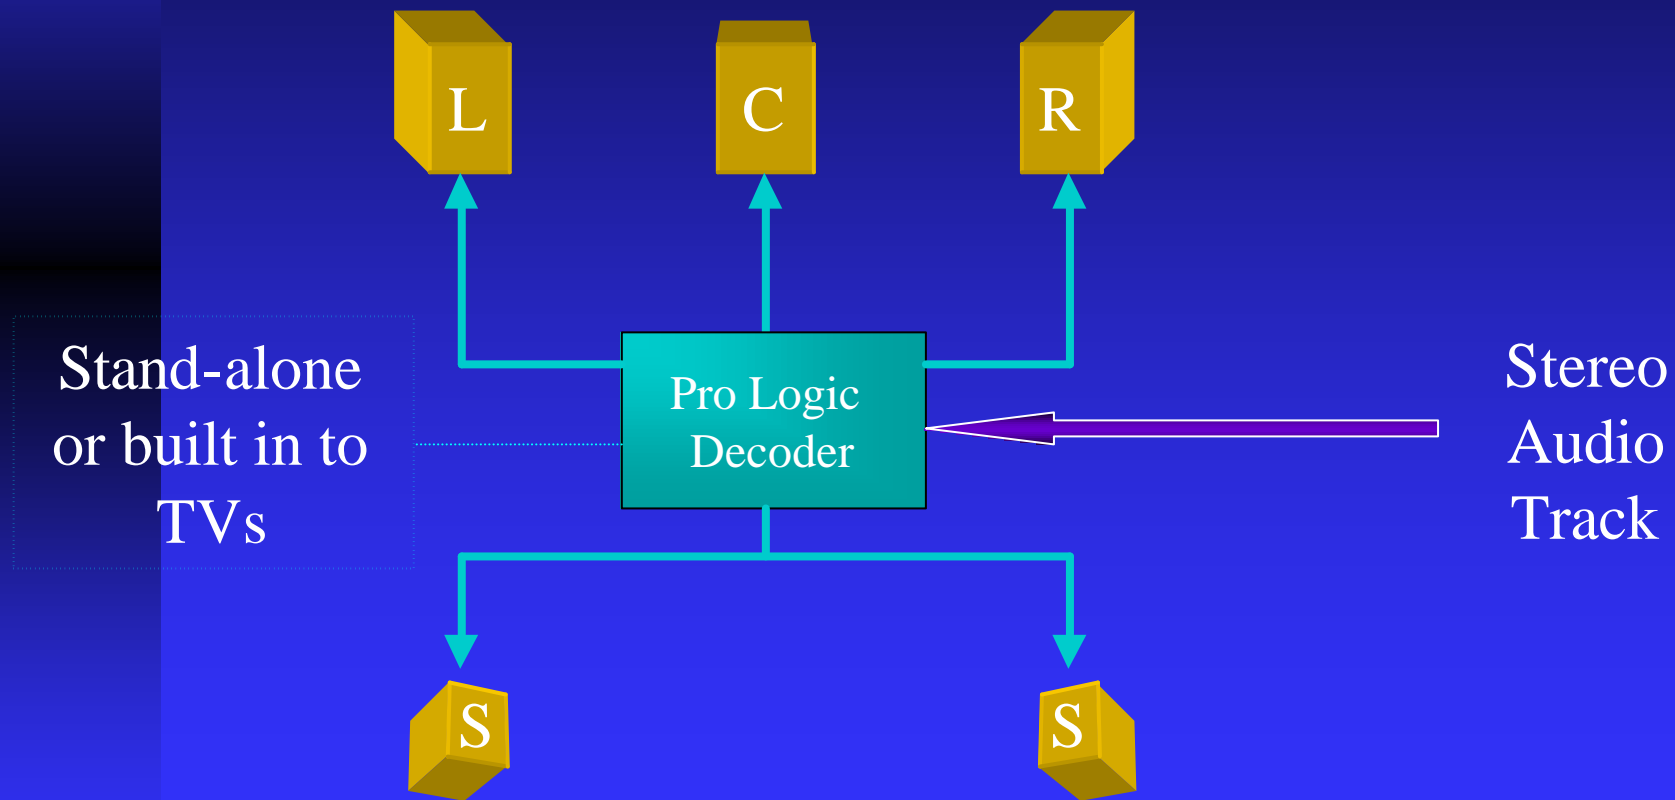 L
C
R
Stand-alone
or built in to
TVs
Pro Logic
Decoder
Stereo
Audio
Track
S
S